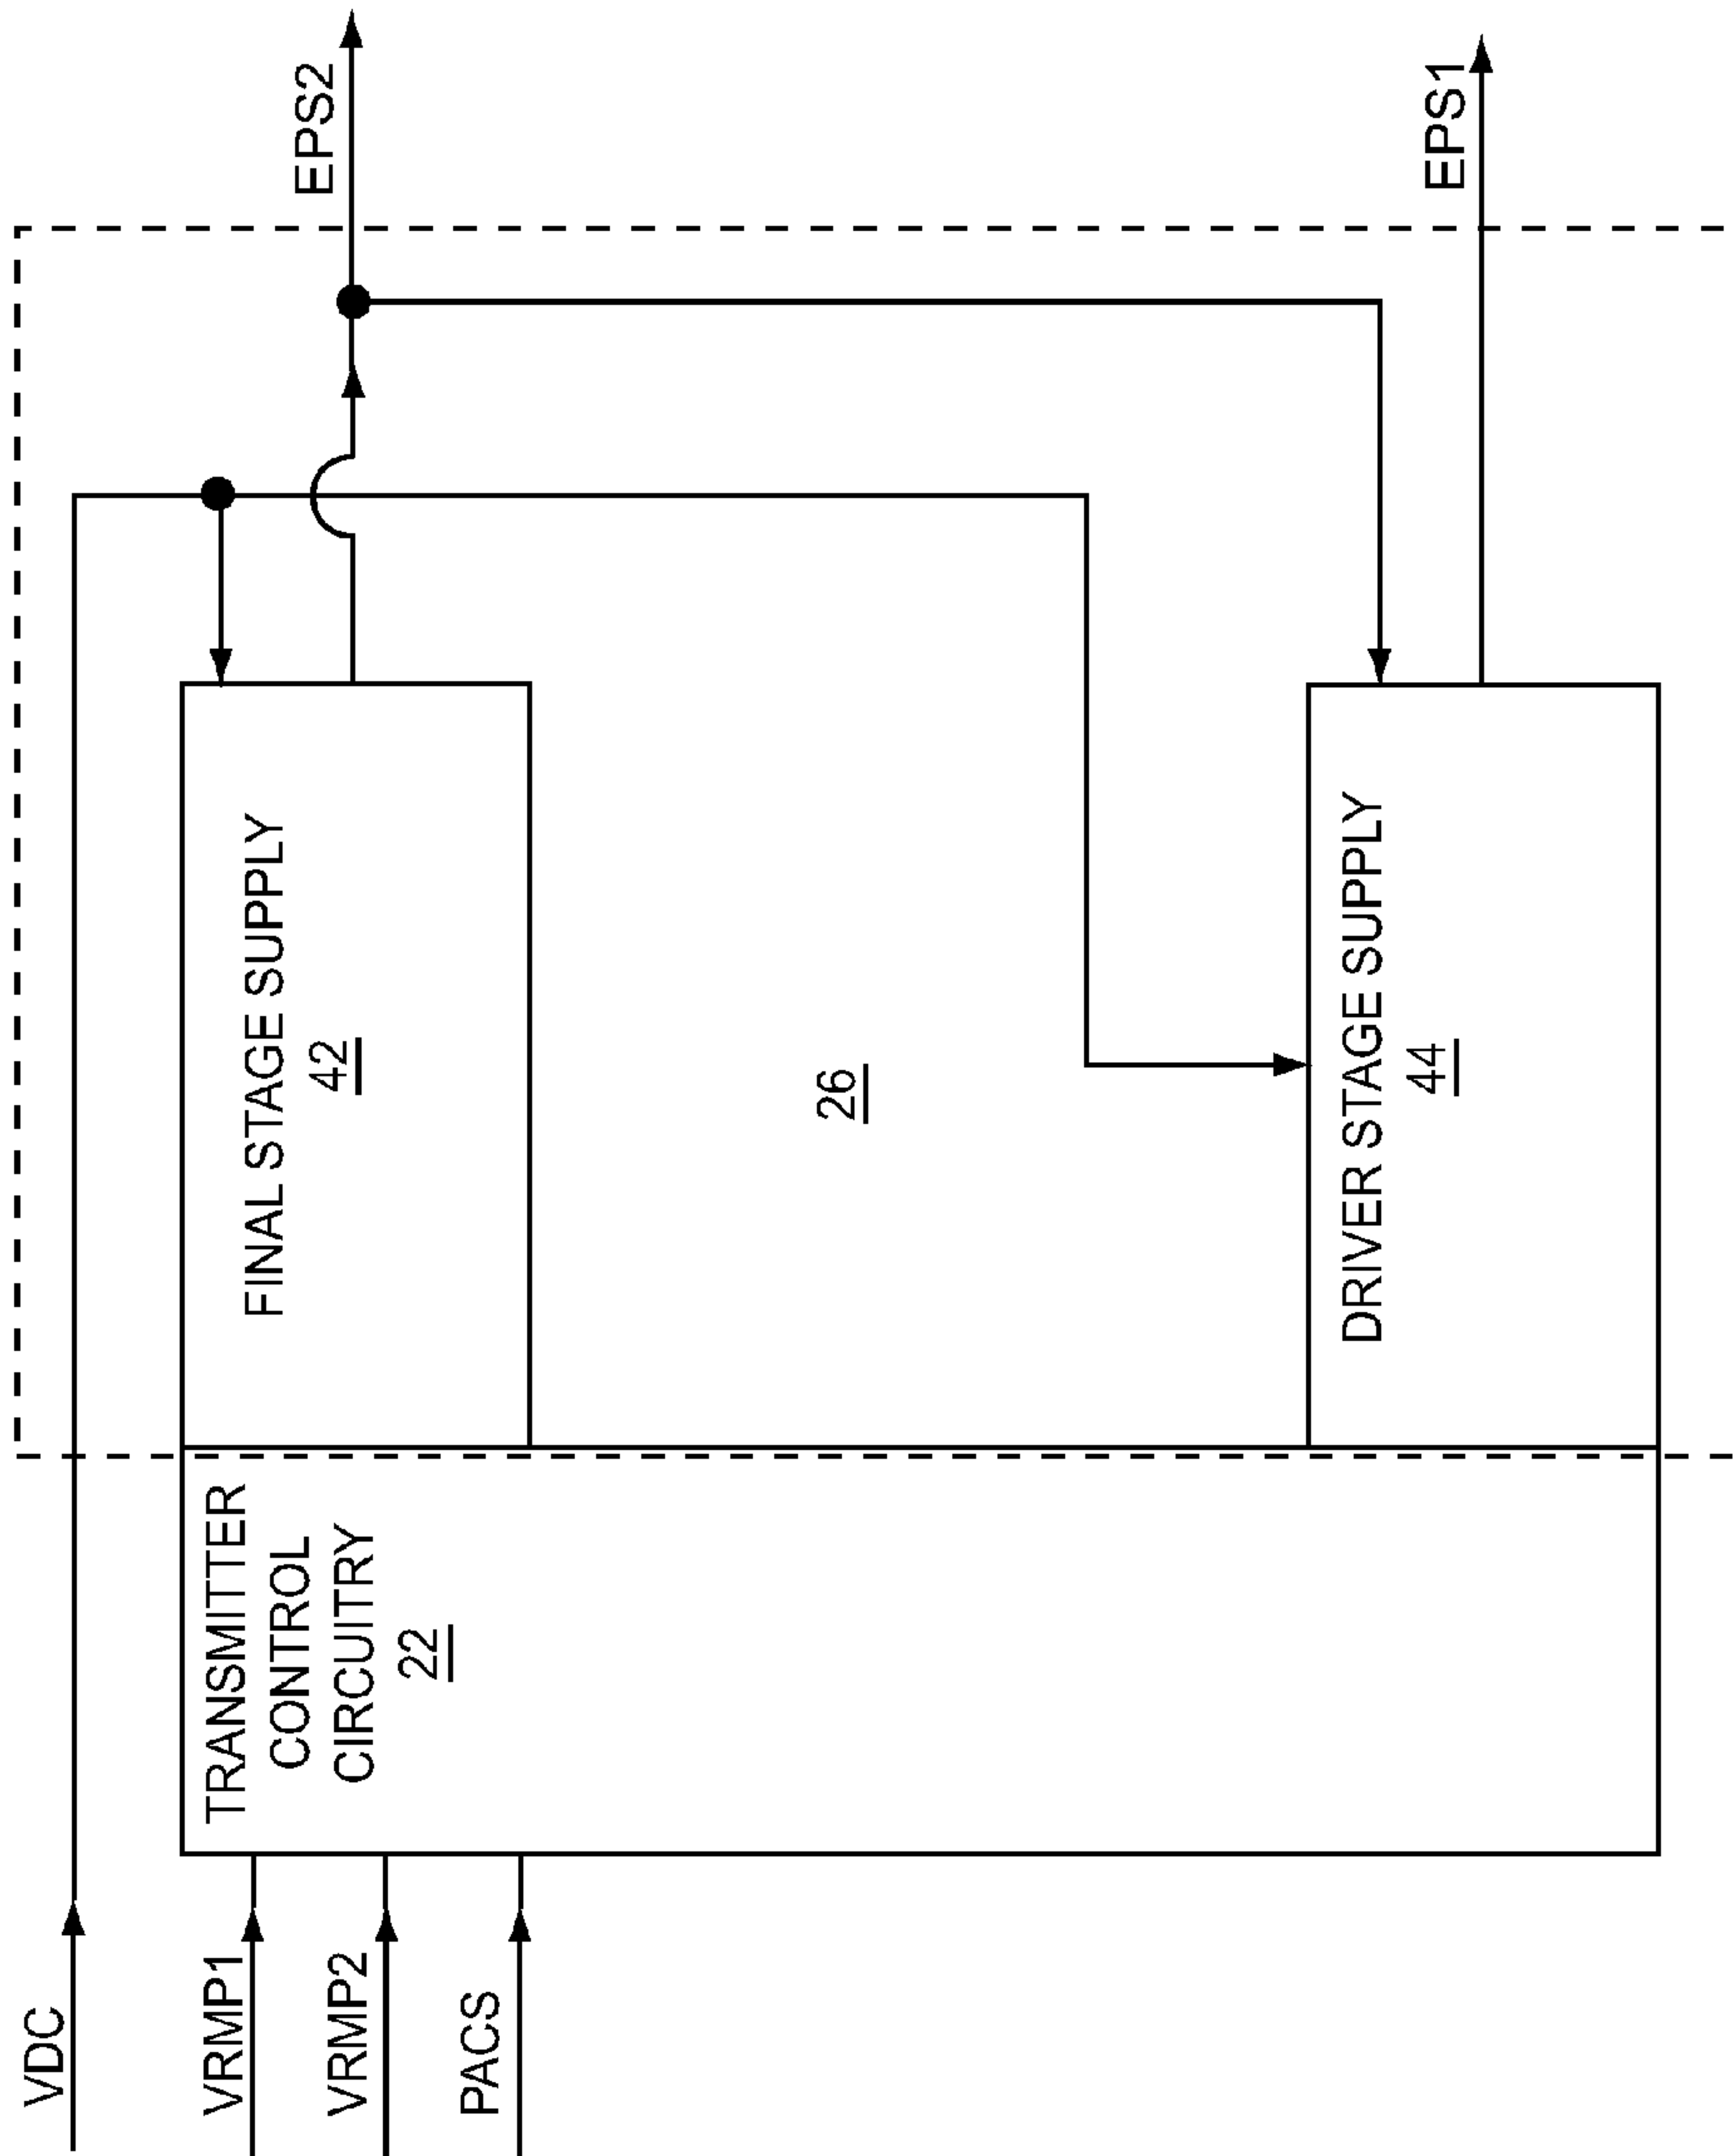 VDC
VRMP1
VRMP2
PACS
TRANSMITTER
CONTROL
CIRCUITRY
22
FINAL STAGE SUPPLY
42
26
DRIVER STAGE SUPPLY
44
EPS2
EPS1